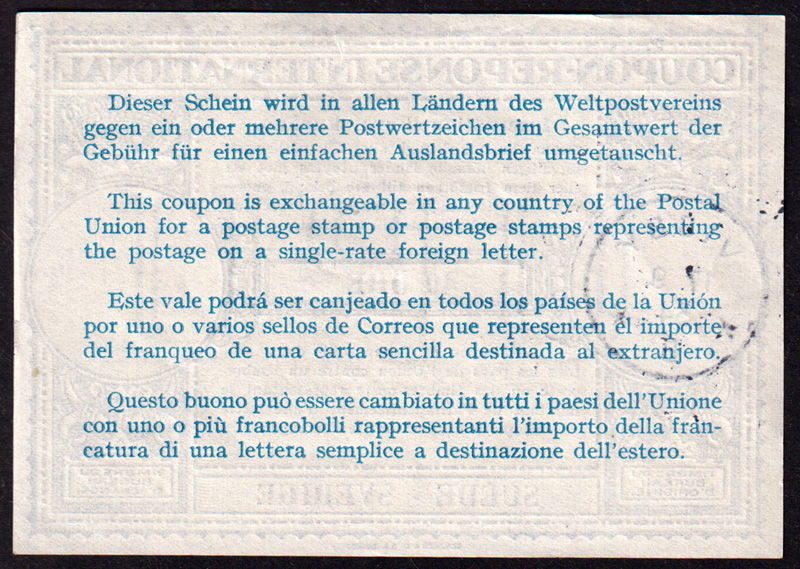 COUPON-REPONSE INTERNATIONAL
Dieser Schein wird in allen Ländern des Weltpostvereins
gegen ein oder mehrere Postwertzeichen im Gesamtwert der
Gebühr für einen einfachen Auslandsbrief umgetauscht.
This coupon is exchangeable in any country of the Postal
Union for a postage stamp or postage stamps representing
the postage on a single-rate foreign letter.
Este vale podrá ser canjeado en todos los países de la Unión
por uno o varios sellos de Correos que representen el importe
del franqueo de una carta sencilla destinada al extranjero.
Questo buono può essere cambiato in tutti i paesi dell'Unione
con uno o più francobolli rappresentanti l'importo della fran-
catura di una lettera semplice a destinazione dell'estero.
SUÈDE SVERIGE